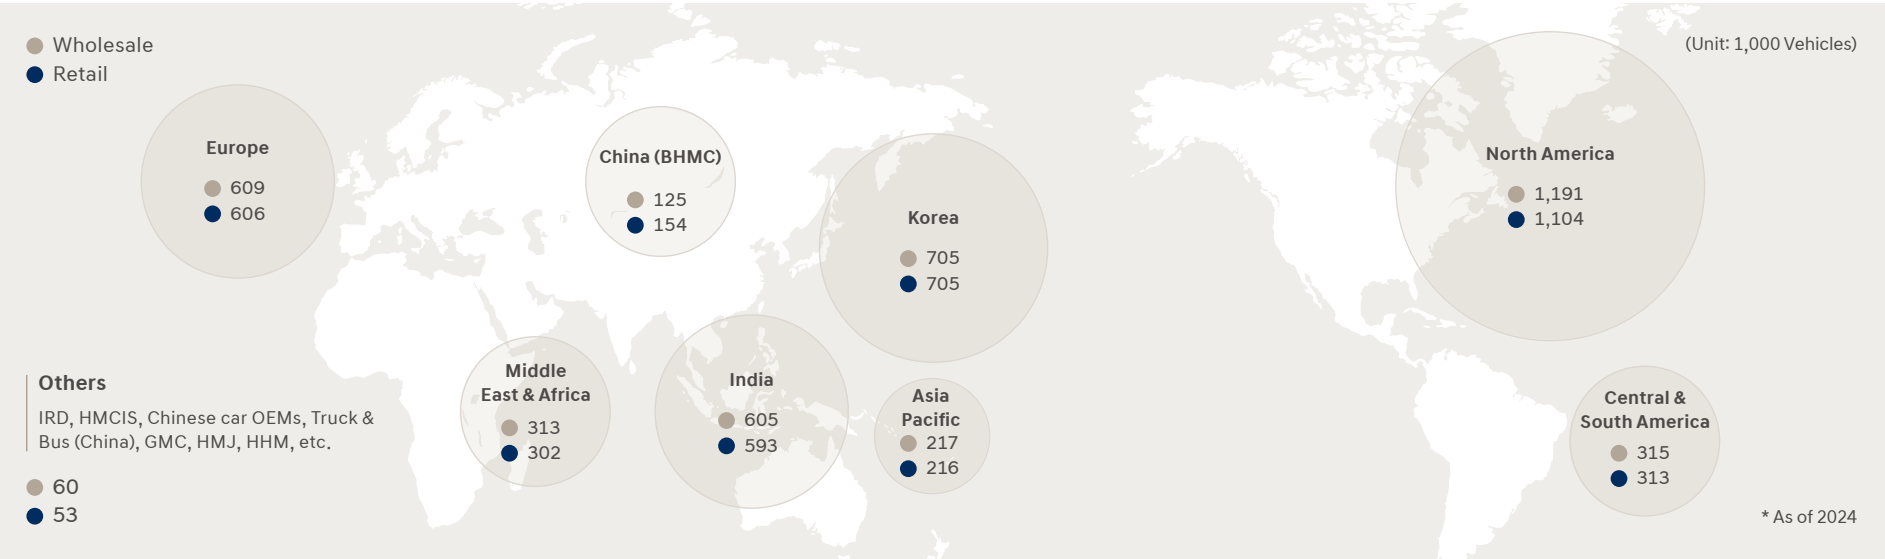 Wholesale
Retail
(Unit: 1,000 Vehicles)
Europe
609
606
China (BHMC)
125
154
Korea
705
705
North America
1,191
1,104
Middle
East & Africa
313
302
India
605
593
Asia
Pacific
217
216
Central &
South America
315
313
Others
IRD, HMCIS, Chinese car OEMs, Truck &
Bus (China), GMC, HMJ, HHM, etc.
60
53
* As of 2024